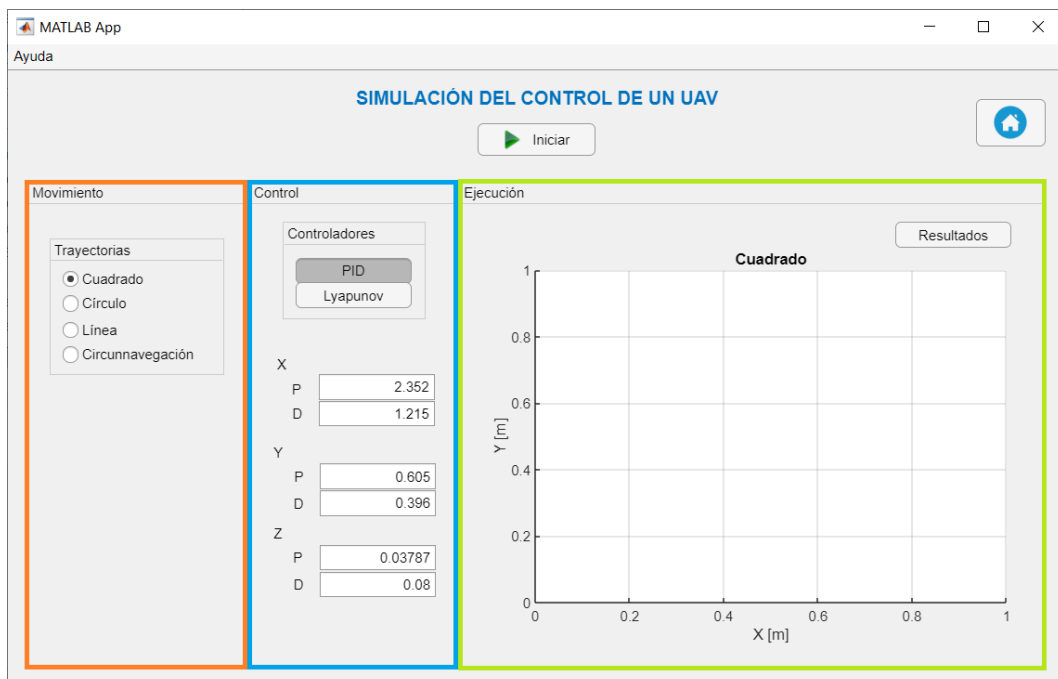 MATLAB App
Ayuda
SIMULACIÓN DEL CONTROL DE UN UAV
Iniciar
Movimiento
Trayectorias
Cuadrado
Círculo
Línea
Circunnavegación
Control
Controladores
PID
Lyapunov
X
P 2.352
D 1.215
Y
P 0.605
D 0.396
Z
P 0.03787
D 0.08
Ejecución
Resultados
Cuadrado
1
0.8
0.6
0.4
0.2
0
Y [m]
0 0.2 0.4 0.6 0.8 1
X [m]